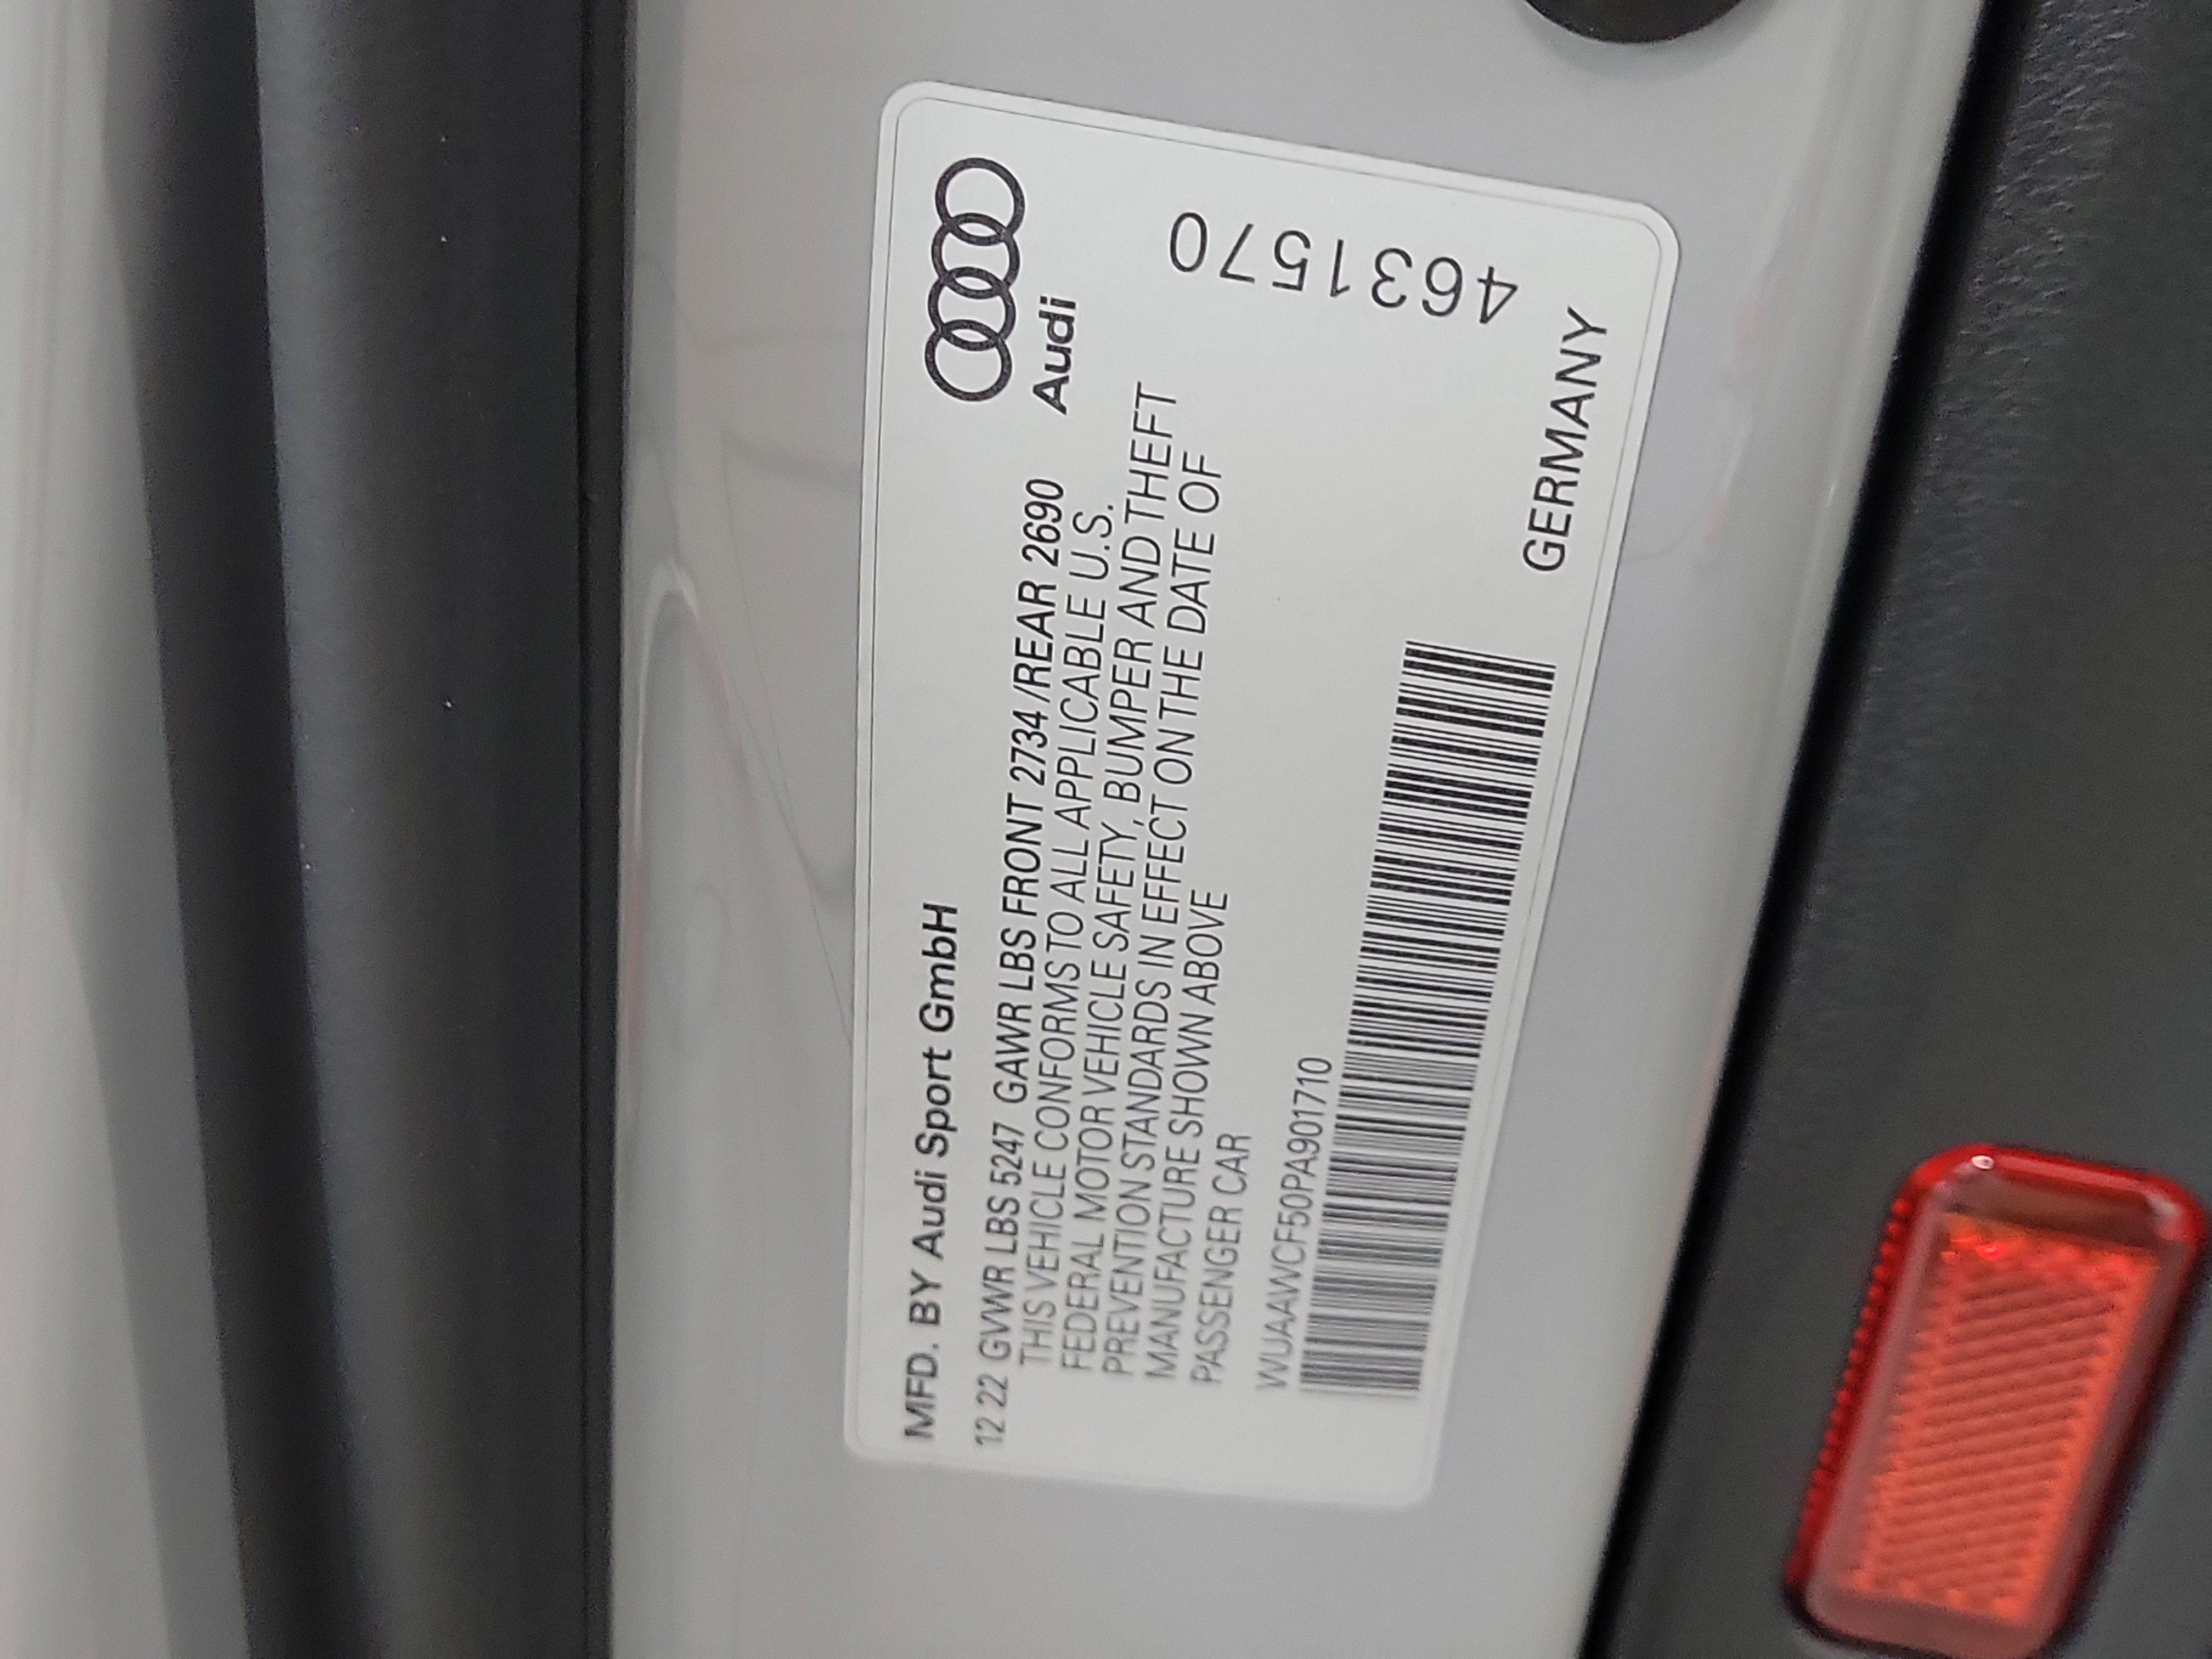 MFD. BY Audi Sport GmbH
Audi
12 22 GVWR LBS 5247 GAWR LBS FRONT 2734 /REAR 2690
THIS VEHICLE CONFORMS TO ALL APPLICABLE U.S.
FEDERAL MOTOR VEHICLE SAFETY, BUMPER AND THEFT
PREVENTION STANDARDS IN EFFECT ON THE DATE OF
MANUFACTURE SHOWN ABOVE
PASSENGER CAR
WUAAWCF50PA901710
GERMANY
4631570